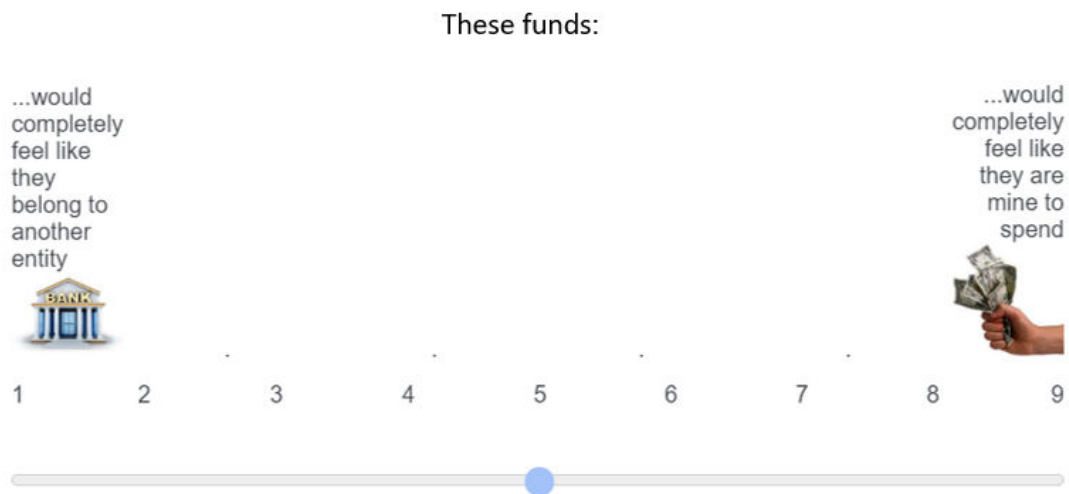 These funds:
...would
completely
feel like
they
belong to
another
entity
BANK
...would
completely
feel like
they are
mine to
spend
1 2 3 4 5 6 7 8 9